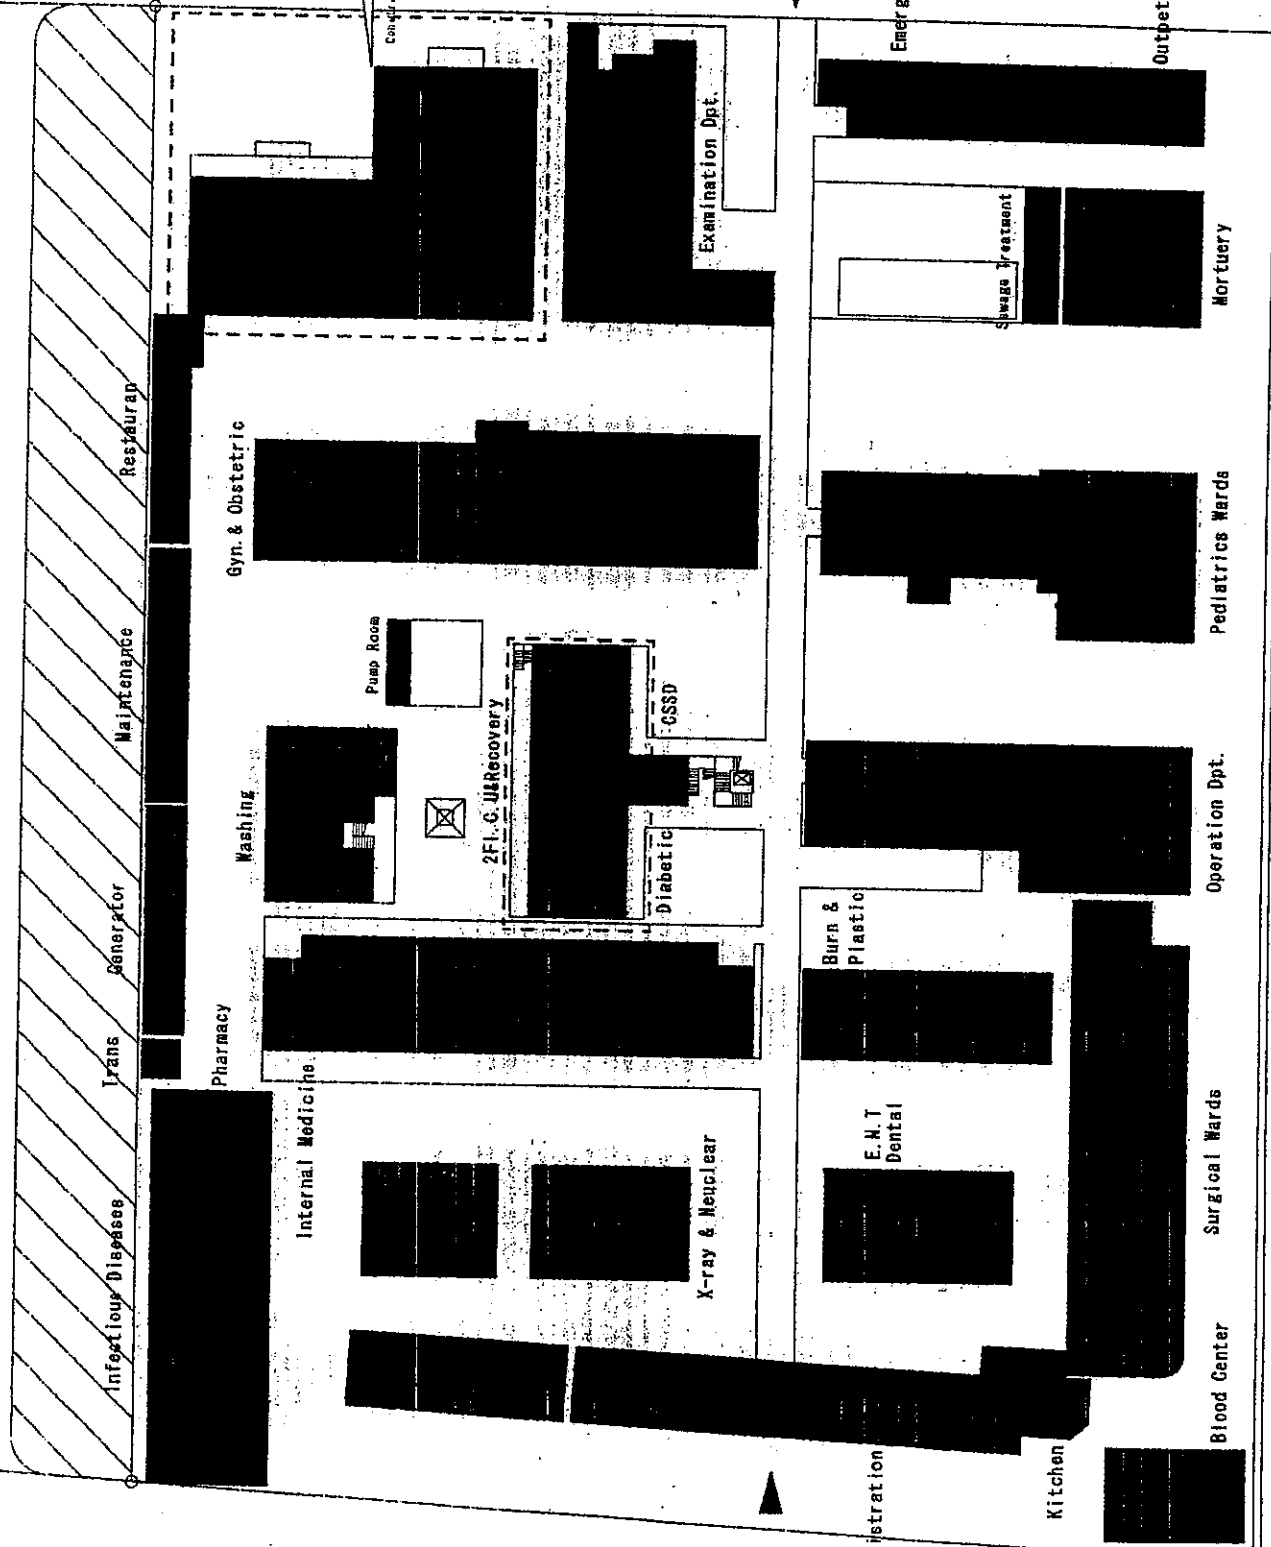 Infectious Diseases
Trans
Generator
Maintenance
Restauran
Pharmacy
Internal Medicine
Washing
Gyn. & Obstetric
Pump Room
2Fl.C.U&Recovery
CSSD
Diabetic
X-ray & Neuclear
Examination Dpt.
Emerg
Outpet
Sewage Treatment
Mortuery
Pediatrics Wards
Operation Dpt.
Burn &
Plastic
E.N.T
Dental
Surgical Wards
Blood Center
Kitchen
istration